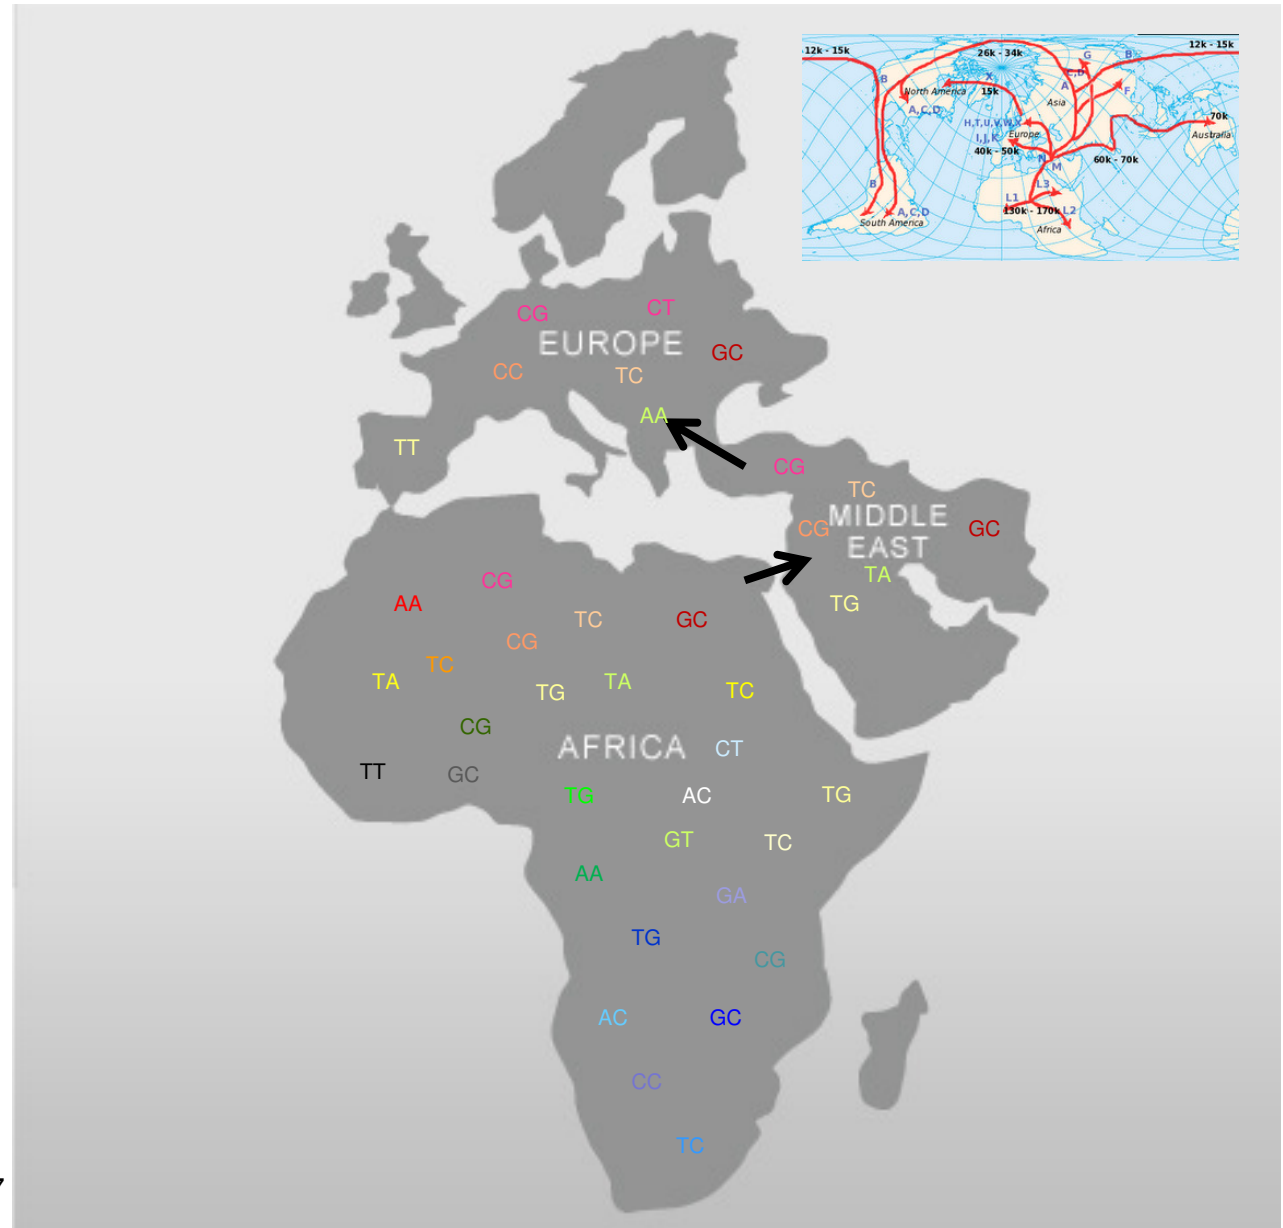 12k - 15k
26k - 34k
G
B
12k - 15k
B
X
C,D
North America
15k
A
F
Asia
A,C,D
H,T,U,V,W,X
70k
I,J,K
Europe
Australia
40k - 50k
N
60k - 70k
M
B
L3
L1
A,C,D
130k - 170k
L2
South America
Africa
CG
CT
EUROPE
GC
CC
TC
AA
TT
CG
TC
MIDDLE
CG
GC
EAST
TA
TG
CG
AA
TC
GC
CG
TC
TA
TG
TA
TC
CG
AFRICA
CT
TT
GC
TG
AC
TG
GT
TC
AA
GA
TG
CG
AC
GC
CC
TC